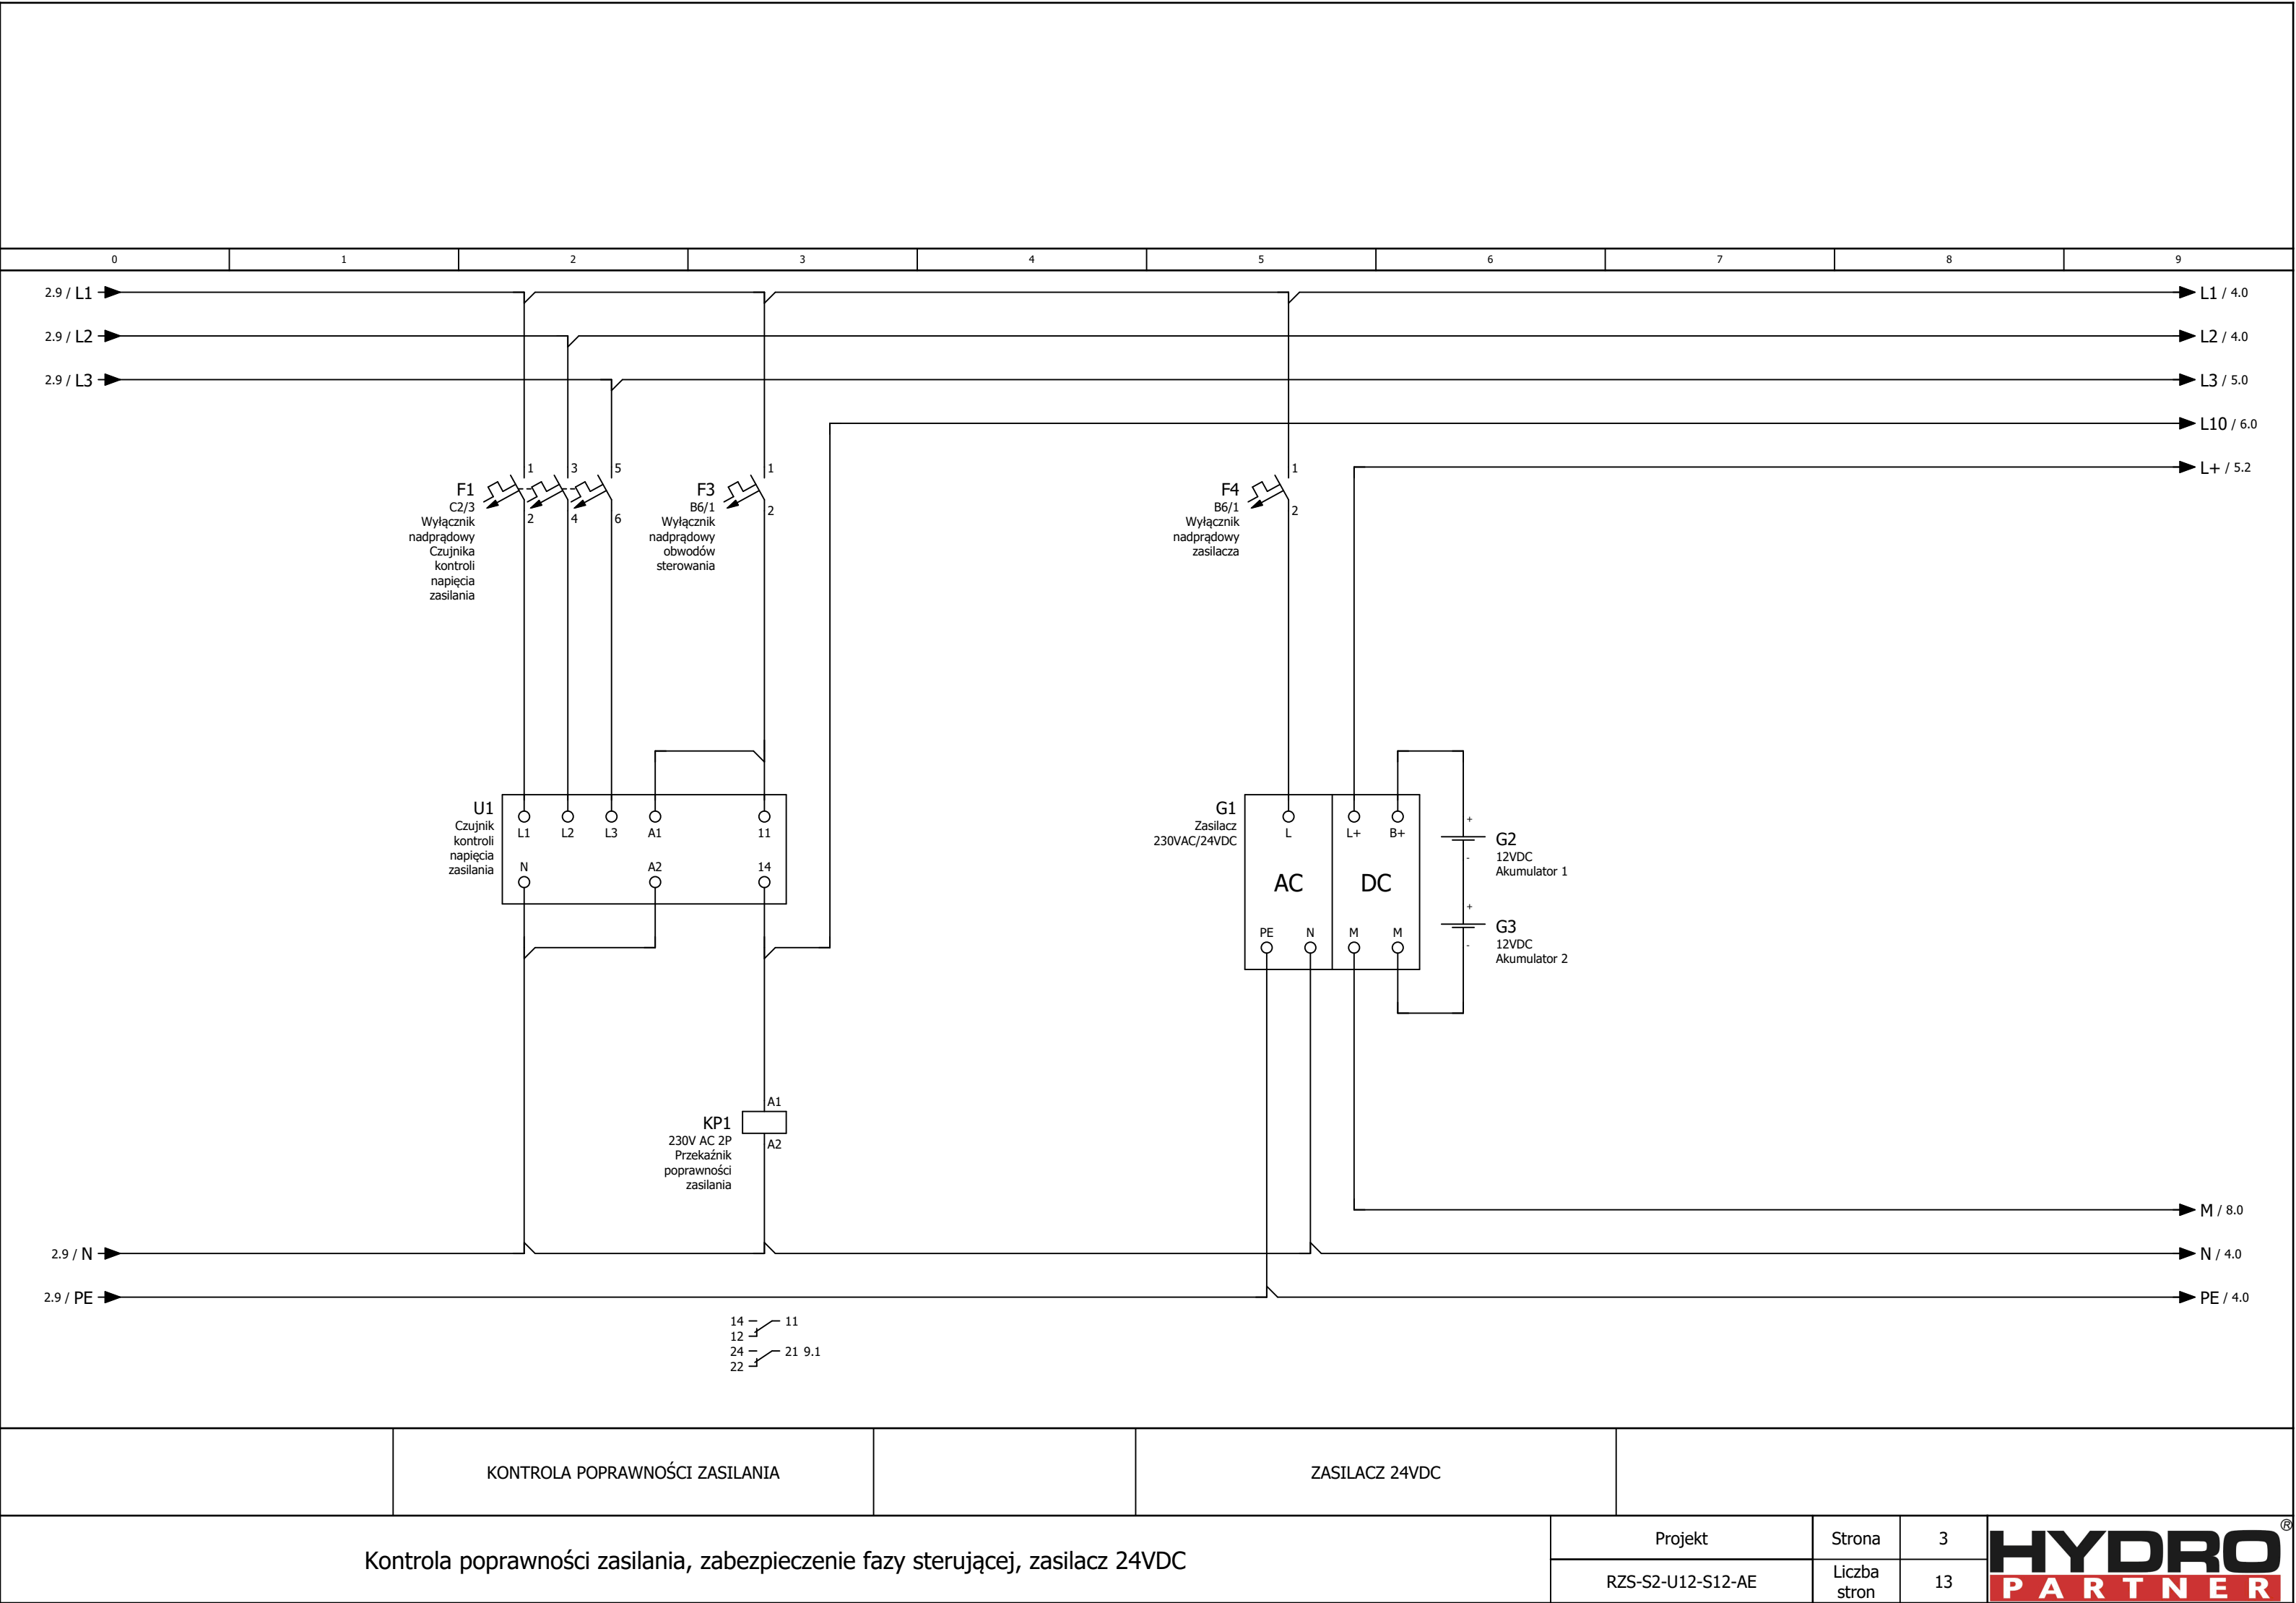 0 1 2 3 4 5 6 7 8 9
2.9 / L1
L1 / 4.0
2.9 / L2
L2 / 4.0
2.9 / L3
L3 / 5.0
L10 / 6.0
L+ / 5.2
F1
C2/3
Wyłącznik
nadprądowy
Czujnika
kontroli
napięcia
zasilania
1
2
3
4
5
6
F3
B6/1
Wyłącznik
nadprądowy
obwodów
sterowania
1
2
F4
B6/1
Wyłącznik
nadprądowy
zasilacza
1
2
U1
Czujnik
kontroli
napięcia
zasilania
L1 L2 L3 A1 11
N A2 14
G1
Zasilacz
230VAC/24VDC
L L+ B+
AC DC
PE N M M
+
-
G2
12VDC
Akumulator 1
+
-
G3
12VDC
Akumulator 2
KP1
230V AC 2P
Przekaźnik
poprawności
zasilania
A1
A2
M / 8.0
2.9 / N
N / 4.0
2.9 / PE
PE / 4.0
14 11
12
24 21 9.1
22
KONTROLA POPRAWNOŚCI ZASILANIA
ZASILACZ 24VDC
Kontrola poprawności zasilania, zabezpieczenie fazy sterującej, zasilacz 24VDC
Projekt
RZS-S2-U12-S12-AE
Strona
3
Liczba
stron
13
HYDRO®
PARTNER